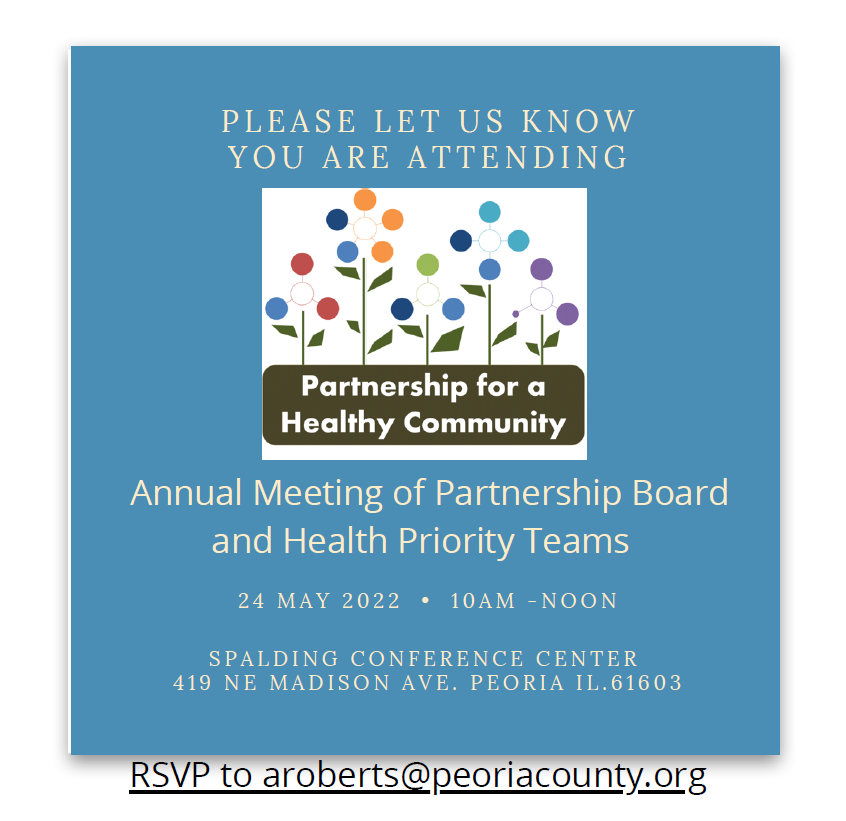 PLEASE LET US KNOW
YOU ARE ATTENDING
Partnership for a
Healthy Community
Annual Meeting of Partnership Board
and Health Priority Teams
24 MAY 2022 • 10AM -NOON
SPALDING CONFERENCE CENTER
419 NE MADISON AVE. PEORIA IL.61603
RSVP to aroberts@peoriacounty.org